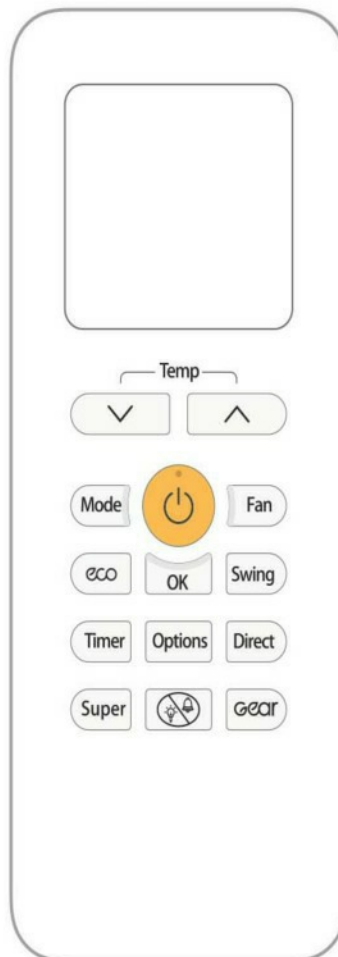 Temp
Mode
Fan
eco
OK
Swing
Timer
Options
Direct
Super
Gear